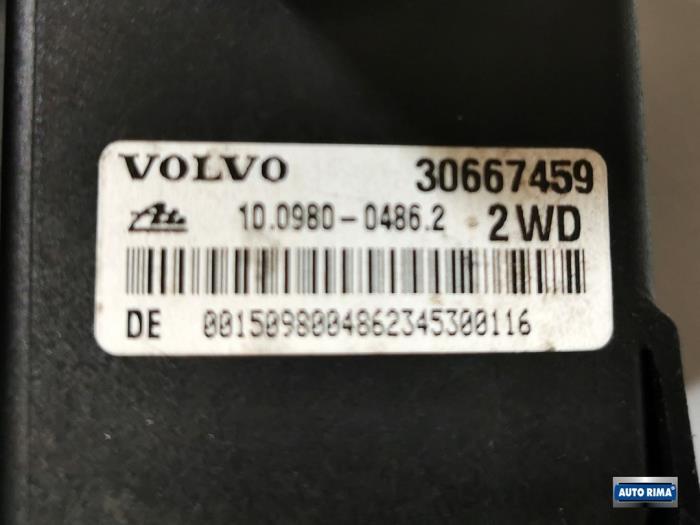 VOLVO 30667459
10.0980-0486.2 2WD
DE 0015098004862345300116
AUTO RIMA